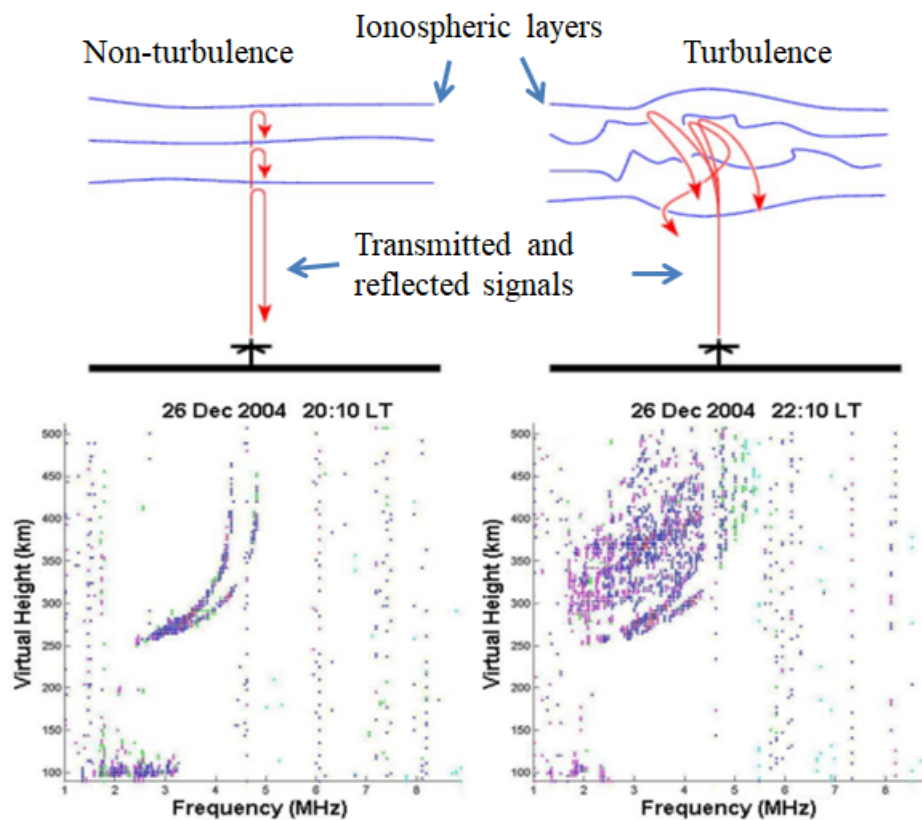 Ionospheric layers
Non-turbulence
Turbulence
Transmitted and
reflected signals
26 Dec 2004 20:10 LT
500
450
400
350
300
250
200
150
100
Virtual Height (km)
1 2 3 4 5 6 7 8
Frequency (MHz)
26 Dec 2004 22:10 LT
500
450
400
350
300
250
200
150
100
Virtual Height (km)
1 2 3 4 5 6 7 8
Frequency (MHz)